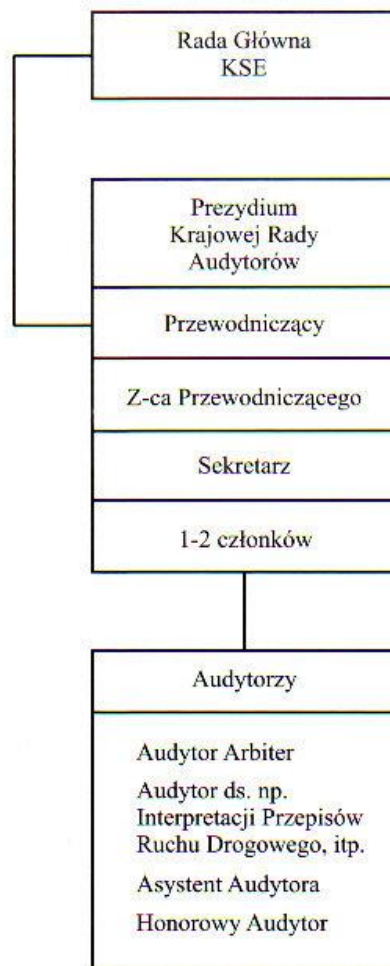 Rada Główna
KSE
Prezydium
Krajowej Rady
Audytorów
Przewodniczący
Z-ca Przewodniczącego
Sekretarz
1-2 członków
Audytorzy
Audytor Arbiter
Audytor ds. np.
Interpretacji Przepisów
Ruchu Drogowego, itp.
Asystent Audytora
Honorowy Audytor